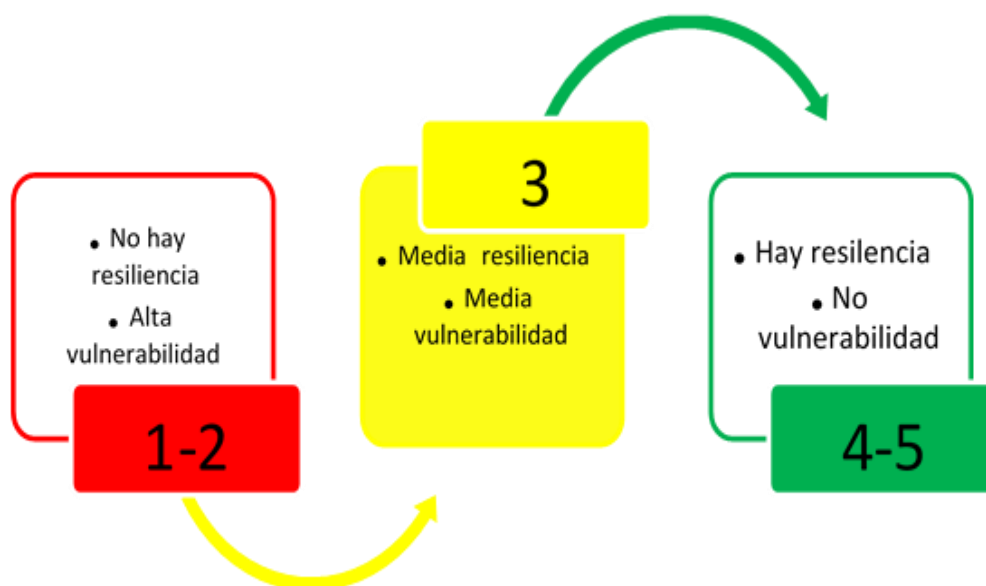 • No hay
resiliencia
• Alta
vulnerabilidad
1-2
3
• Media resiliencia
• Media
vulnerabilidad
• Hay resilencia
• No
vulnerabilidad
4-5